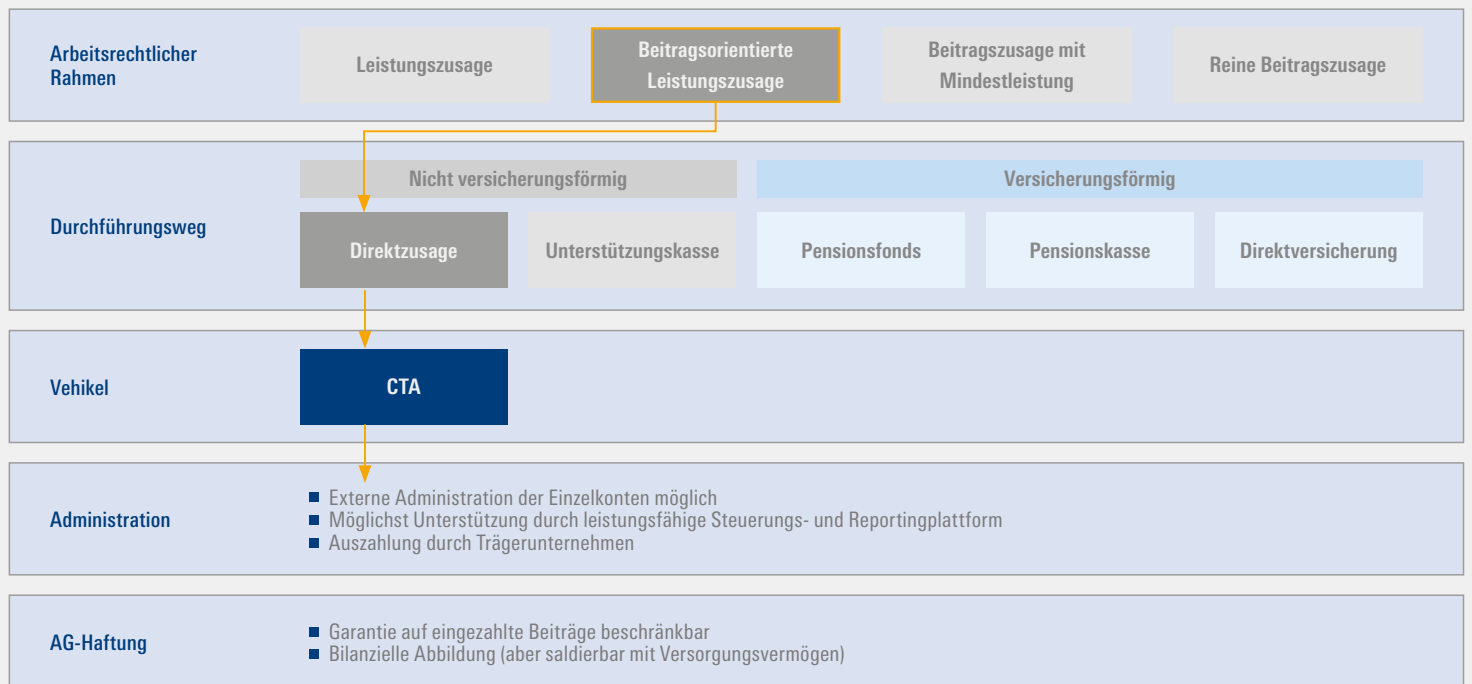 Arbeitsrechtlicher
Rahmen
Leistungszusage
Beitragsorientierte
Leistungszusage
Beitragszusage mit
Mindestleistung
Reine Beitragszusage
Durchführungsweg
Nicht versicherungsförmig
Versicherungsförmig
Direktzusage
Unterstützungskasse
Pensionsfonds
Pensionskasse
Direktversicherung
Vehikel
CTA
Administration
Externe Administration der Einzelkonten möglich
Möglichst Unterstützung durch leistungsfähige Steuerungs- und Reportingplattform
Auszahlung durch Trägerunternehmen
AG-Haftung
Garantie auf eingezahlte Beiträge beschränkbar
Bilanzielle Abbildung (aber saldierbar mit Versorgungsvermögen)